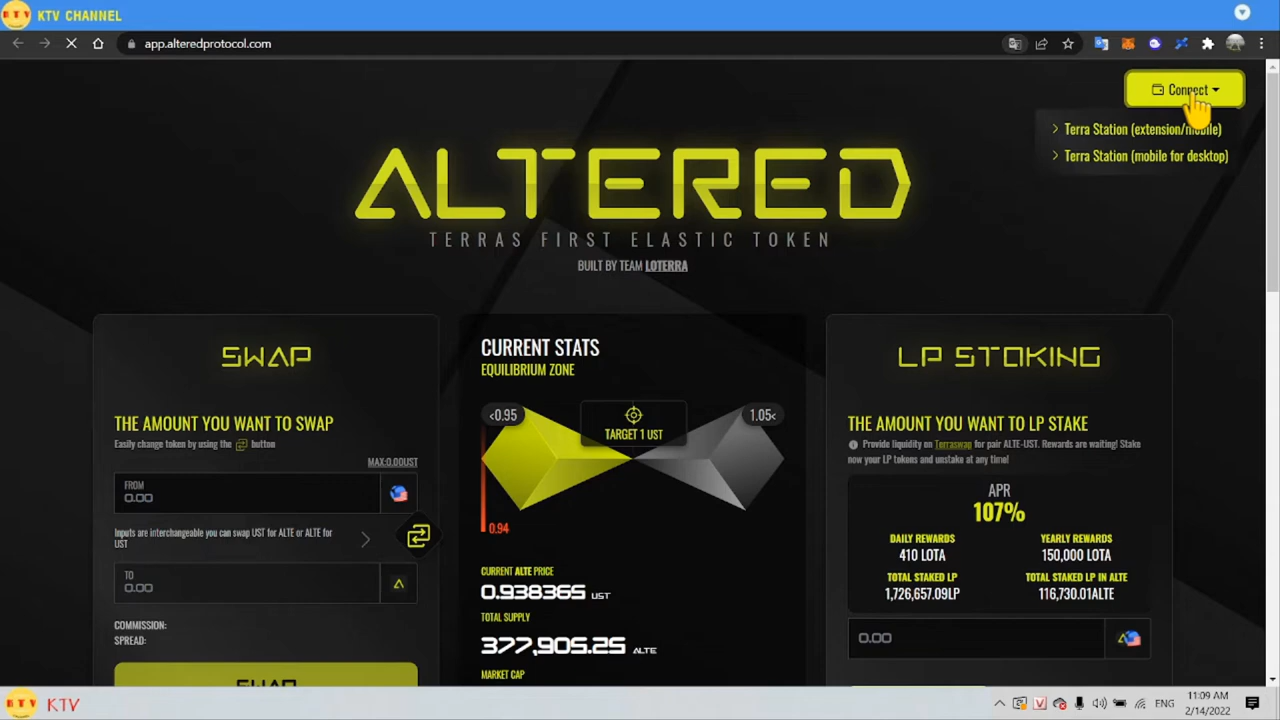 KTV CHANNEL
app.alteredprotocol.com
Connect
Terra Station (extension/mobile)
Terra Station (mobile for desktop)
ALTERED
TERRAS FIRST ELASTIC TOKEN
BUILT BY TEAM LOTERRA
SWAP
THE AMOUNT YOU WANT TO SWAP
Easily change token by using the button
MAX:0.00UST
FROM
0.00
Inputs are interchangeable you can swap UST for ALTE or ALTE for
UST
TO
0.00
COMMISSION:
SPREAD:
SWAP
CURRENT STATS
EQUILIBRIUM ZONE
<0.95
TARGET 1 UST
1.05<
0.94
CURRENT ALTE PRICE
0.938365 UST
TOTAL SUPPLY
377,905.25 ALTE
MARKET CAP
LP STOKING
THE AMOUNT YOU WANT TO LP STAKE
Provide liquidity on Terraswap for pair ALTE-UST. Rewards are waiting! Stake
now your LP tokens and unstake at any time!
APR
107%
DAILY REWARDS
410 LOTA
YEARLY REWARDS
150,000 LOTA
TOTAL STAKED LP
1,726,657.09LP
TOTAL STAKED LP IN ALTE
116,730.01ALTE
0.00
KTV KTV
V
ENG
11:09 AM
2/14/2022